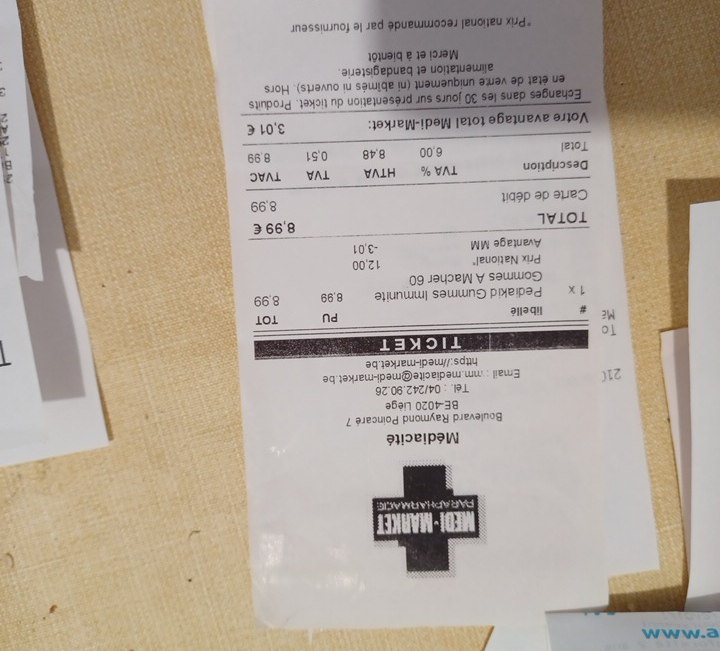 MEDI-MARKET
PARAPHARMACIE
Médiacité
Boulevard Raymond Poincaré 7
BE-4020 Liège
Tél. : 04/242.90.26
Email : mm.mediacite@medi-market.be
https://medi-market.be
TICKET
# libellé PU TOT
1 x Pediakid Gummes Immunite 8,99 8,99
Gommes A Macher 60
Prix National* 12,00
Avantage MM -3,01
TOTAL 8,99 €
Carte de débit 8,99
Description TVA % HTVA TVA TVAC
Total 6.00 8.48 0.51 8.99
Votre avantage total Medi-Market: 3,01 €
Echanges dans les 30 jours sur présentation du ticket. Produits
en état de vente uniquement (ni abîmés ni ouverts). Hors
alimentation et bandagisterie.
Merci et à bientôt
*Prix national recommandé par le fournisseur
www.a